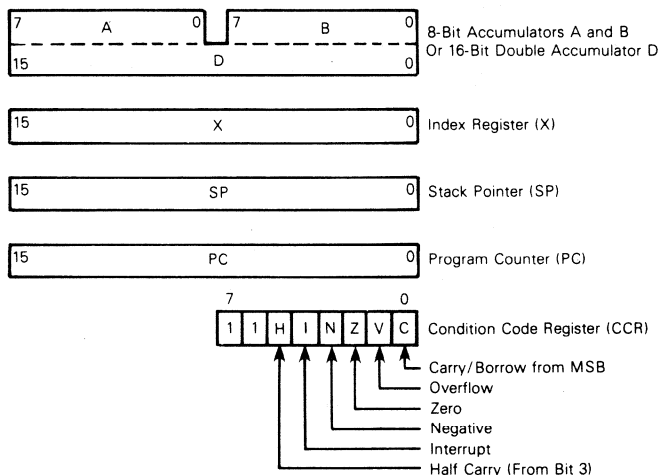 7 A 0 7 B 0
8-Bit Accumulators A and B
15 D 0
Or 16-Bit Double Accumulator D
15 X 0 Index Register (X)
15 SP 0 Stack Pointer (SP)
15 PC 0 Program Counter (PC)
7 0
1 1 H I N Z V C Condition Code Register (CCR)
Carry/Borrow from MSB
Overflow
Zero
Negative
Interrupt
Half Carry (From Bit 3)